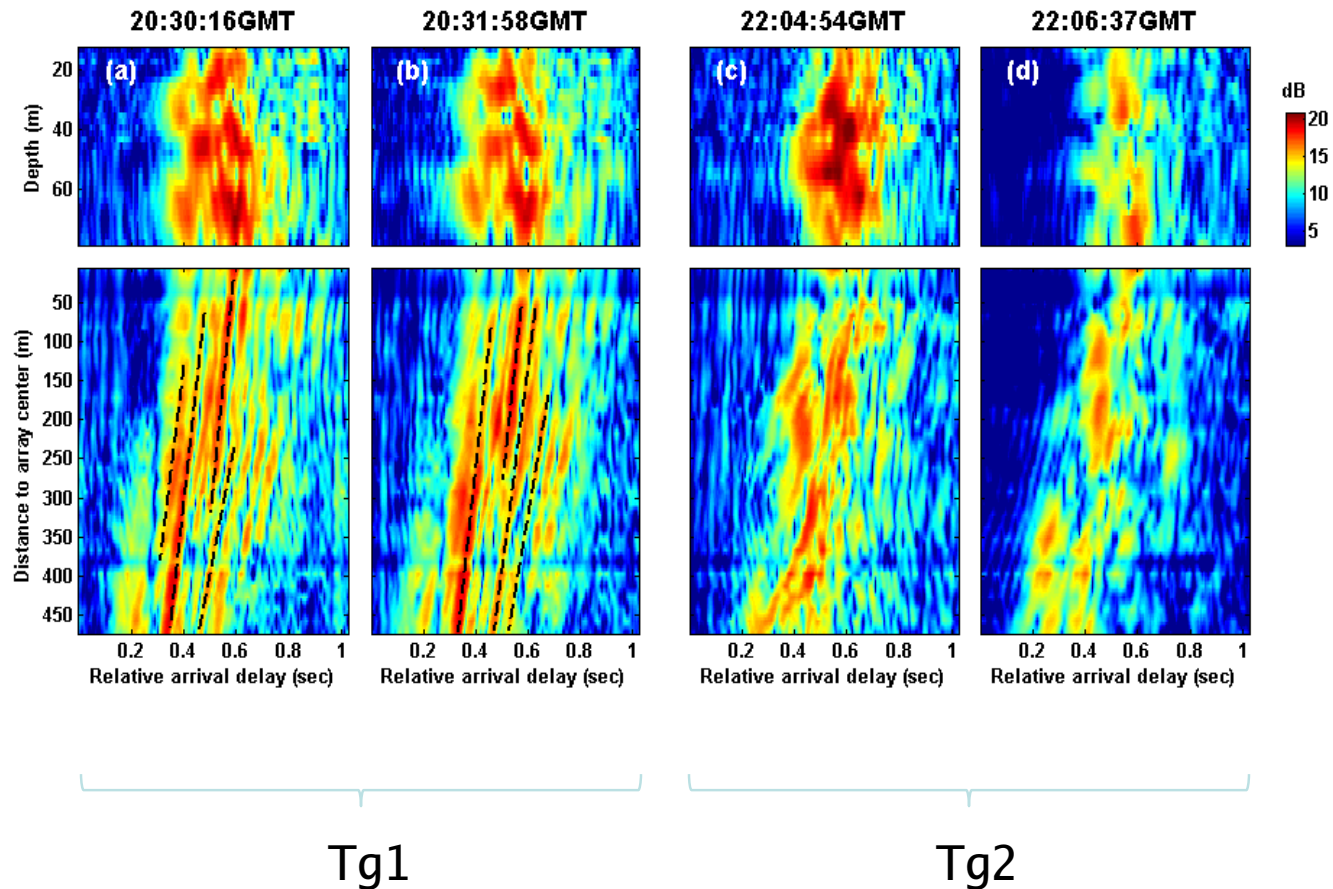 20:30:16GMT 20:31:58GMT 22:04:54GMT 22:06:37GMT
(a) (b) (c) (d)
dB
20
15
10
5
Depth (m)
20
40
60
Distance to array center (m)
50
100
150
200
250
300
350
400
450
0.2 0.4 0.6 0.8 1 0.2 0.4 0.6 0.8 1 0.2 0.4 0.6 0.8 1 0.2 0.4 0.6 0.8 1
Relative arrival delay (sec) Relative arrival delay (sec) Relative arrival delay (sec) Relative arrival delay (sec)
Tg1 Tg2